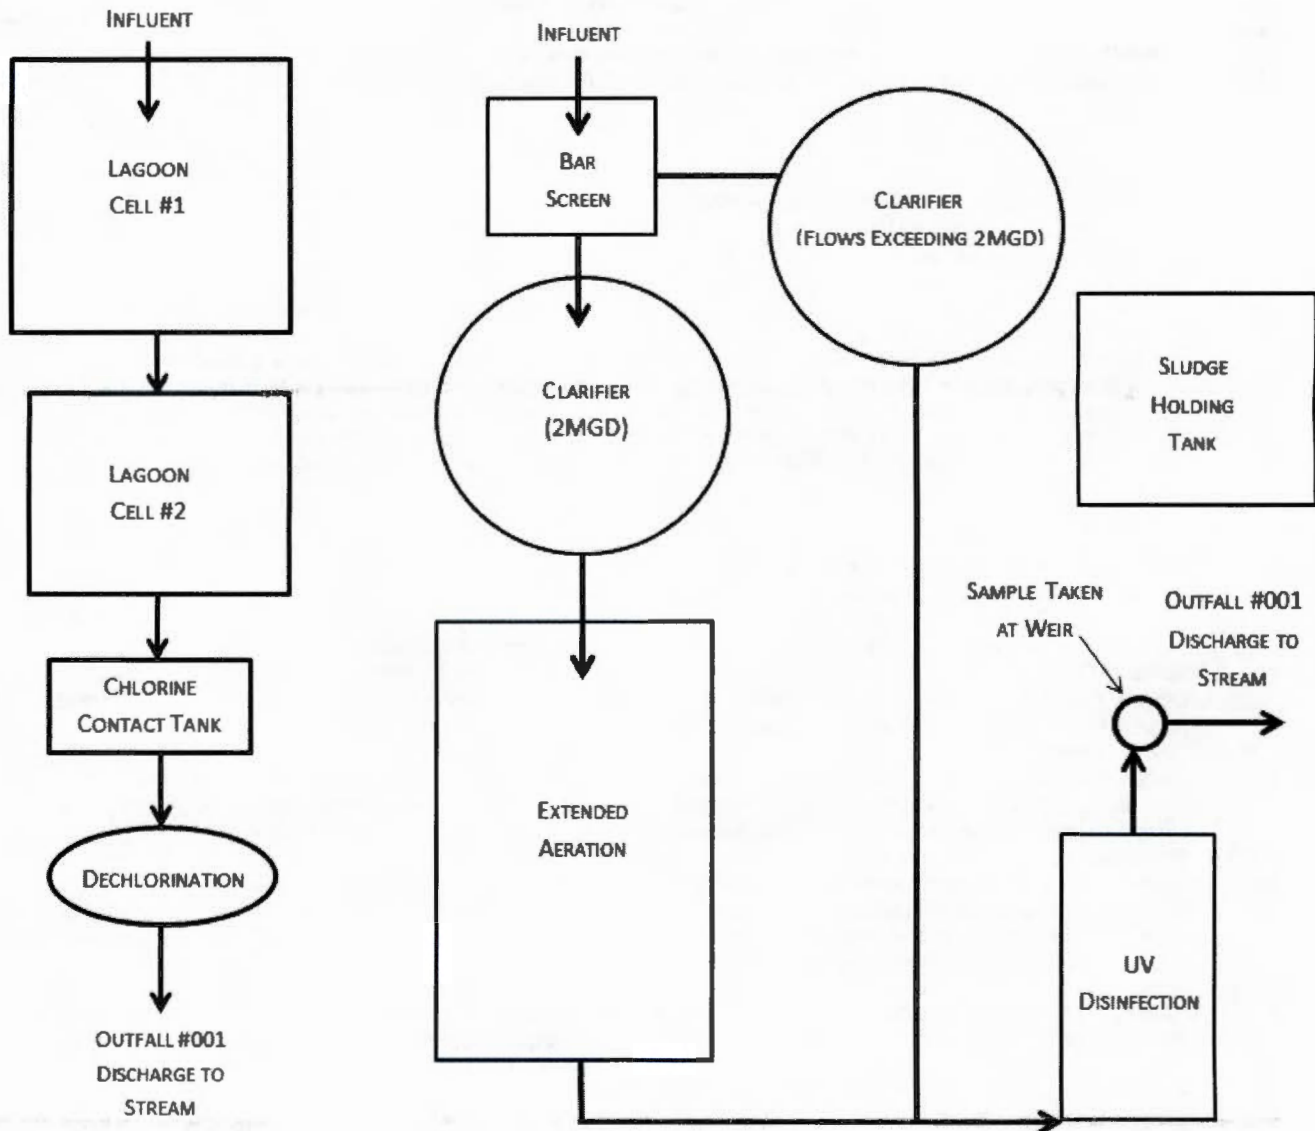 INFLUENT
LAGOON
CELL #1
LAGOON
CELL #2
CHLORINE
CONTACT TANK
DECHLORINATION
OUTFALL #001
DISCHARGE TO
STREAM
INFLUENT
BAR
SCREEN
CLARIFIER
(FLOWS EXCEEDING 2MGD)
CLARIFIER
(2MGD)
EXTENDED
AERATION
SLUDGE
HOLDING
TANK
SAMPLE TAKEN
AT WEIR
OUTFALL #001
DISCHARGE TO
STREAM
UV
DISINFECTION